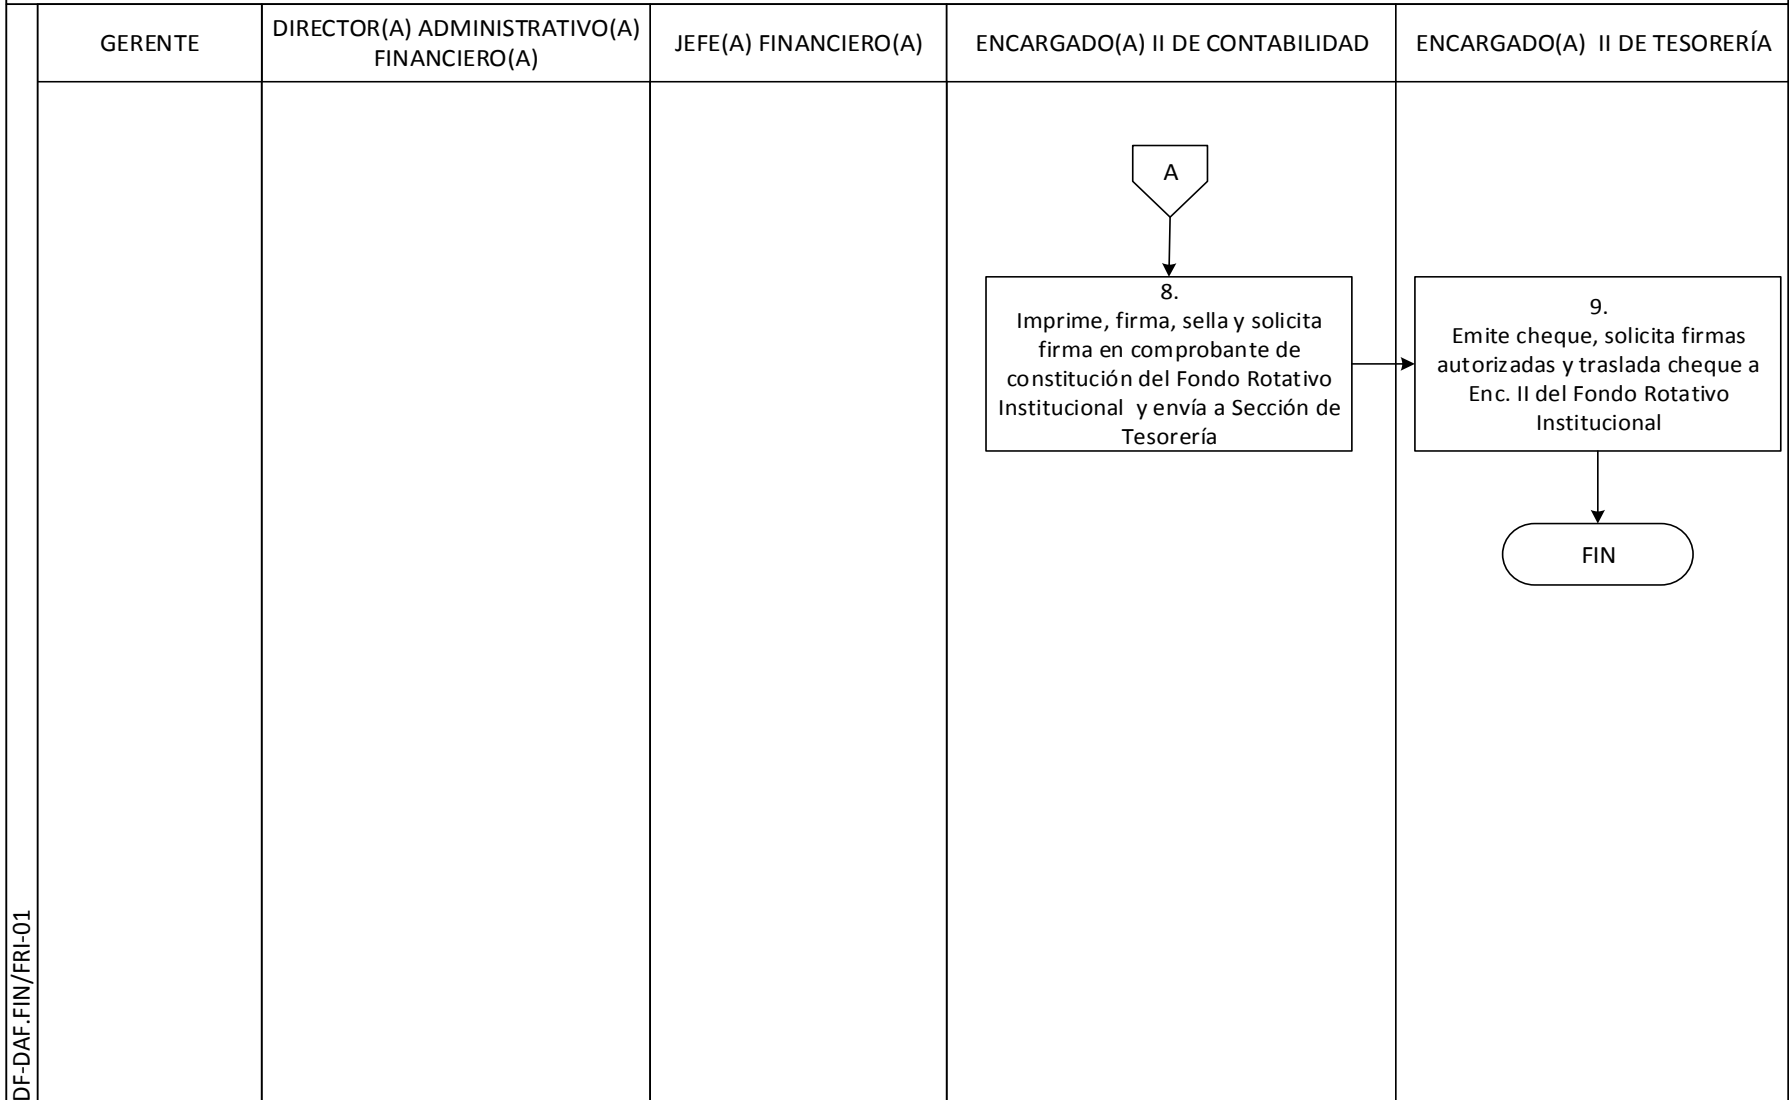 GERENTE
DIRECTOR(A) ADMINISTRATIVO(A)
FINANCIERO(A)
JEFE(A) FINANCIERO(A)
ENCARGADO(A) II DE CONTABILIDAD
ENCARGADO(A) II DE TESORERÍA
A
8.
Imprime, firma, sella y solicita
firma en comprobante de
constitución del Fondo Rotativo
Institucional y envía a Sección de
Tesorería
9.
Emite cheque, solicita firmas
autorizadas y traslada cheque a
Enc. II del Fondo Rotativo
Institucional
FIN
DF-DAF.FIN/FRI-01